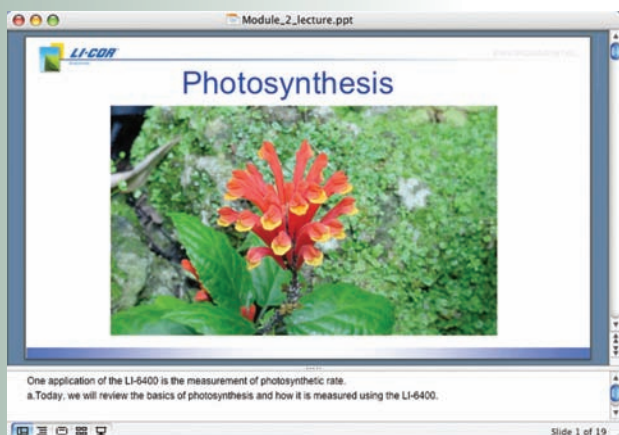 Module_2_lecture.ppt
LI-COR®
Photosynthesis
One application of the LI-6400 is the measurement of photosynthetic rate.
a.Today, we will review the basics of photosynthesis and how it is measured using the LI-6400.
Slide 1 of 19